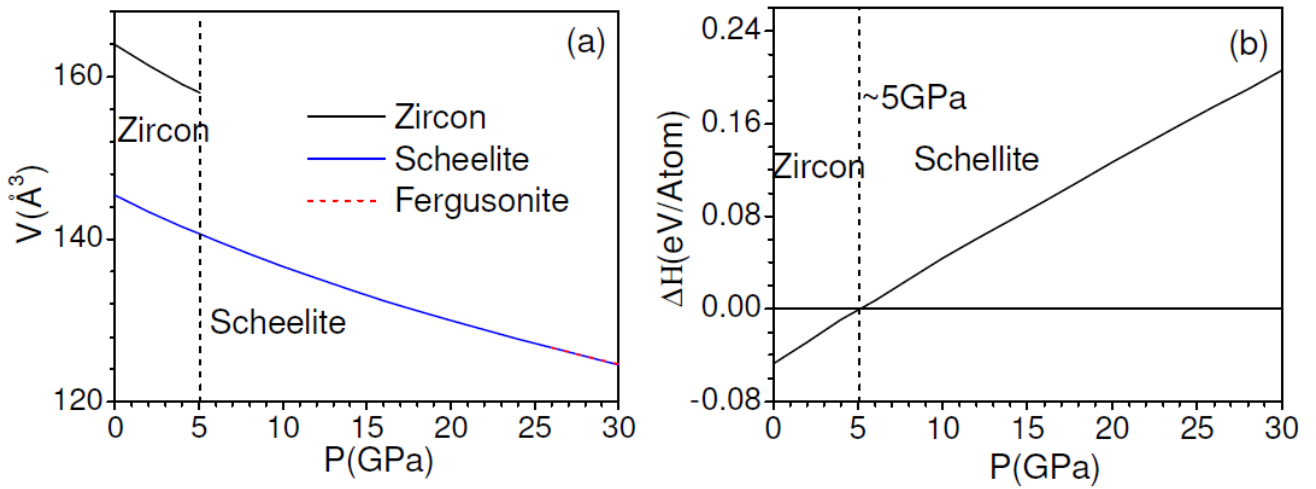 (a)
160
140
120
V(Å³)
Zircon
Zircon
Scheelite
Fergusonite
Scheelite
0 5 10 15 20 25 30
P(GPa)
(b)
0.24
0.16
0.08
0.00
-0.08
ΔH(eV/Atom)
~5GPa
Zircon
Schellite
0 5 10 15 20 25 30
P(GPa)